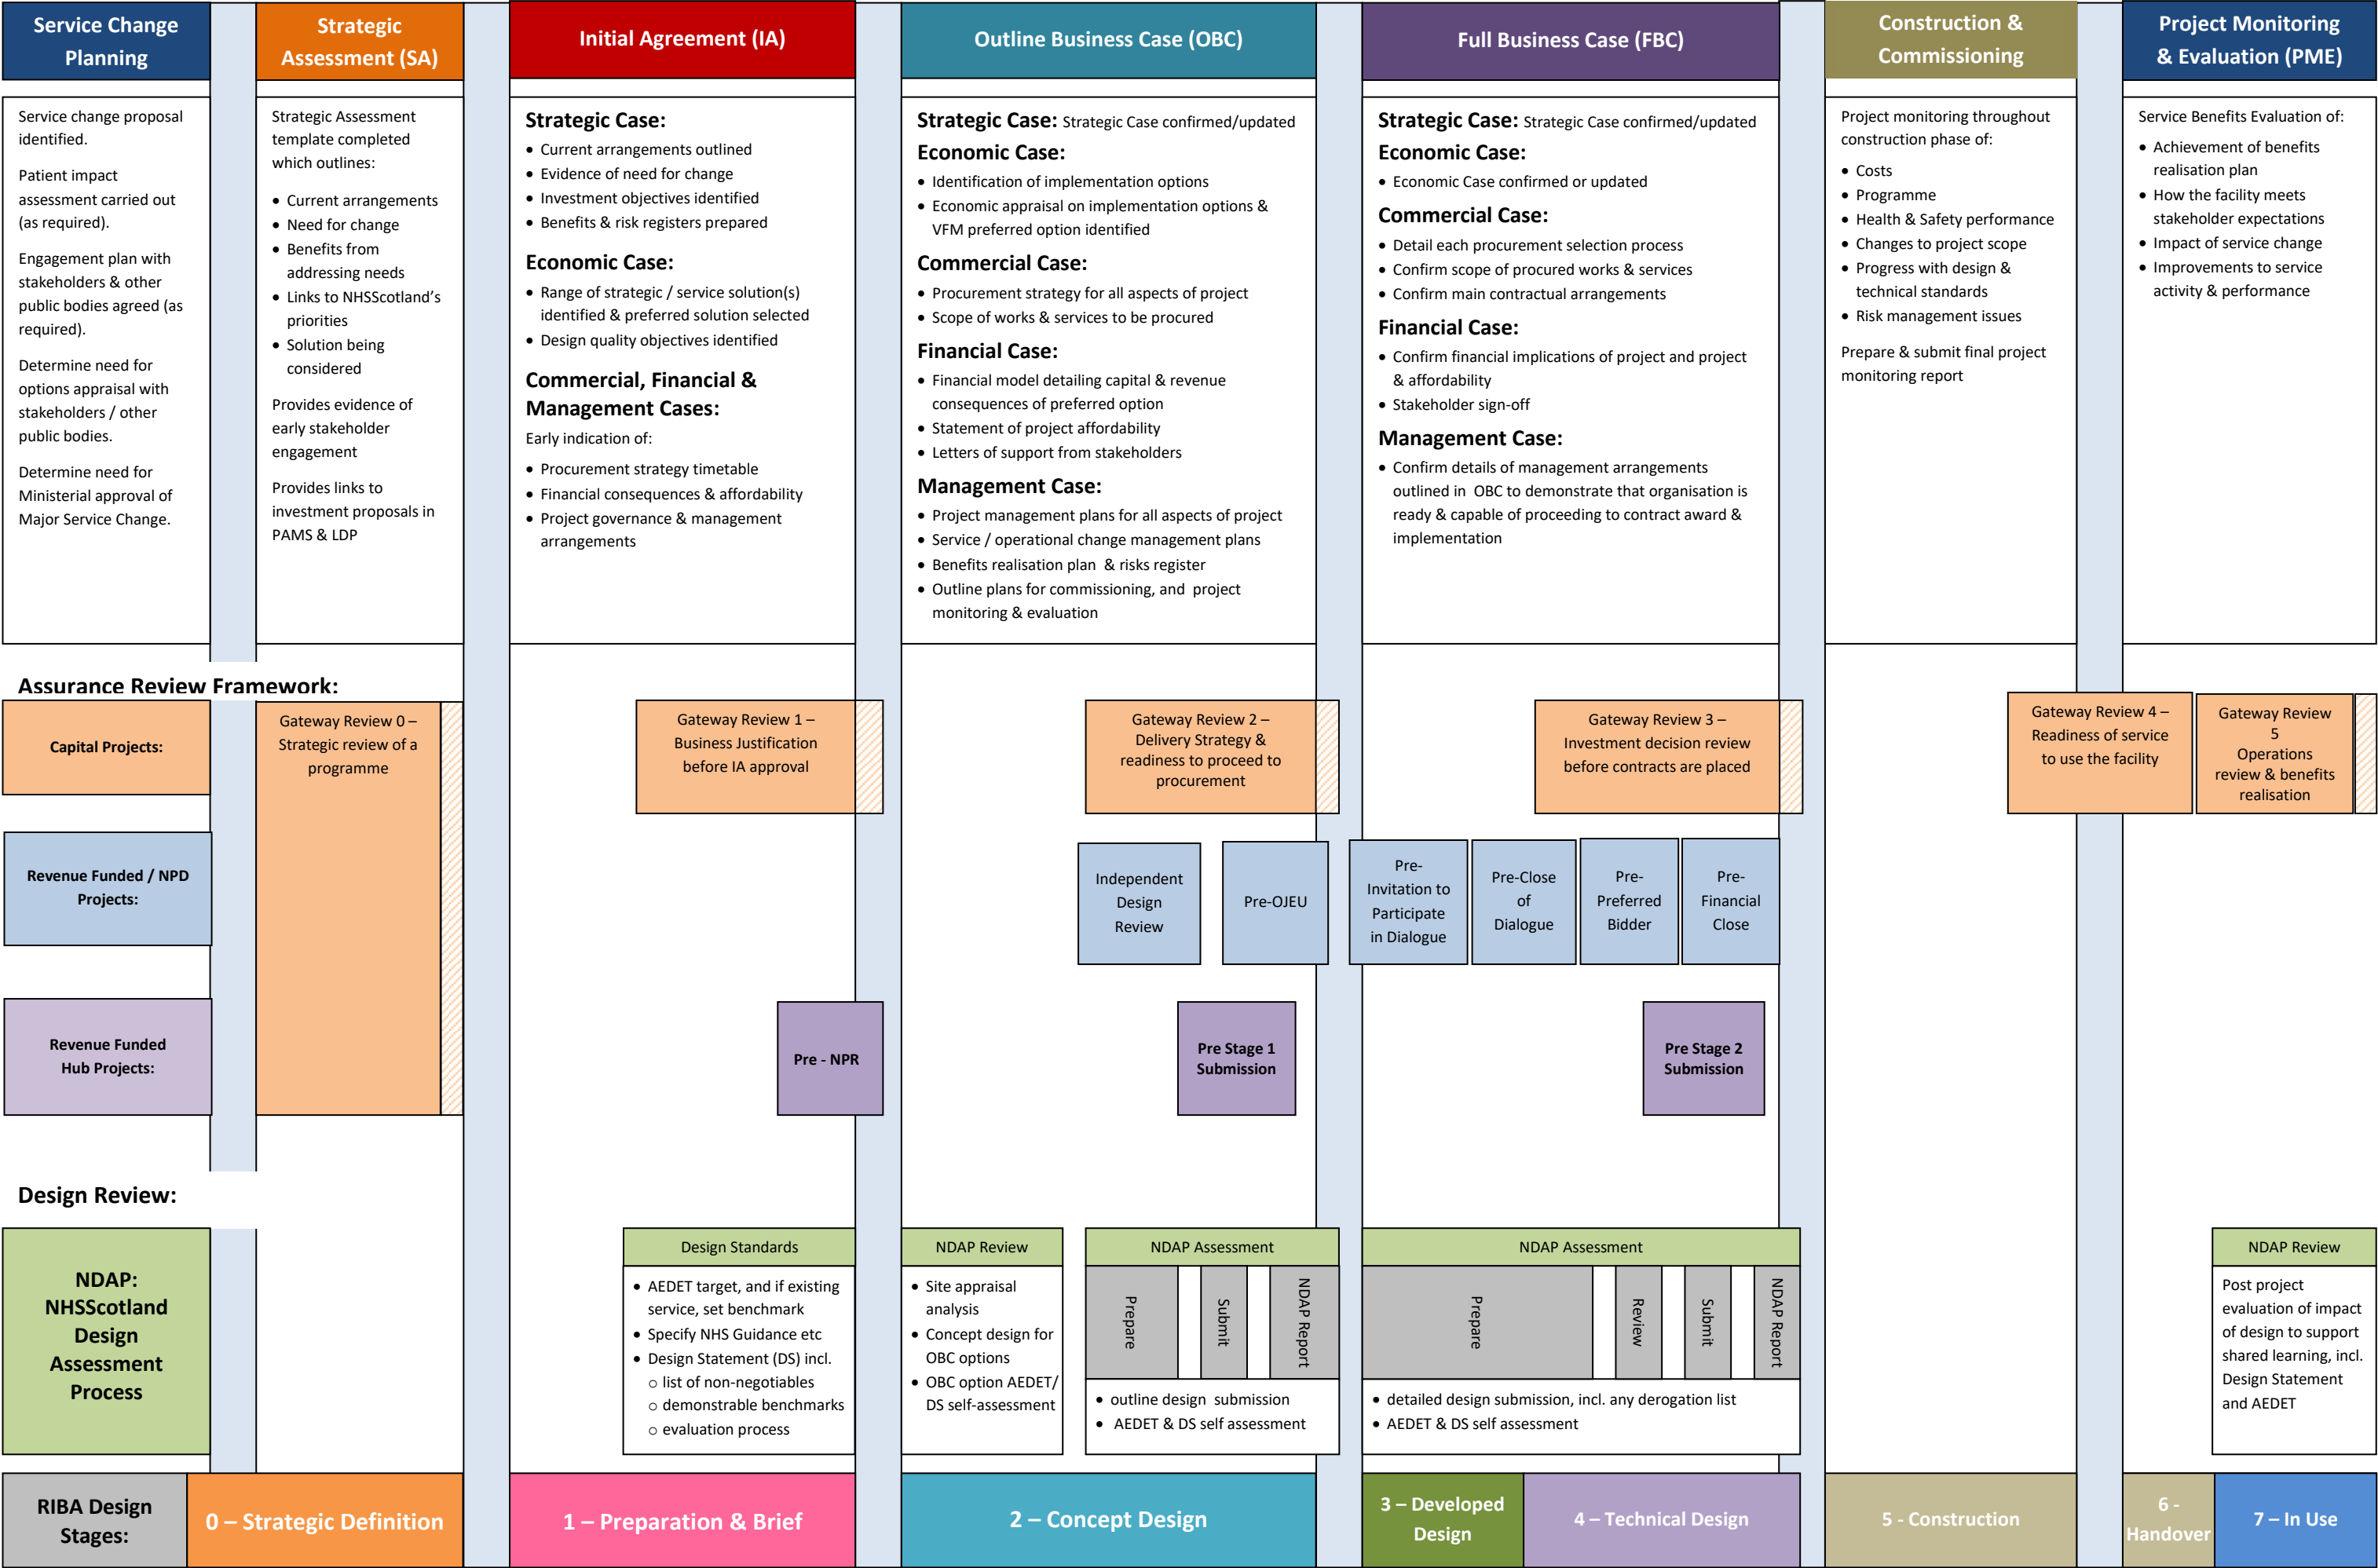 Service Change
Planning
Strategic
Assessment (SA)
Initial Agreement (IA)
Outline Business Case (OBC)
Full Business Case (FBC)
Construction &
Commissioning
Project Monitoring
& Evaluation (PME)
Service change proposal
identified.
Patient impact
assessment carried out
(as required).
Engagement plan with
stakeholders & other
public bodies agreed (as
required).
Determine need for
options appraisal with
stakeholders / other
public bodies.
Determine need for
Ministerial approval of
Major Service Change.
Strategic Assessment
template completed
which outlines:
• Current arrangements
• Need for change
• Benefits from
addressing needs
• Links to NHSScotland's
priorities
• Solution being
considered
Provides evidence of
early stakeholder
engagement
Provides links to
investment proposals in
PAMS & LDP
Strategic Case:
• Current arrangements outlined
• Evidence of need for change
• Investment objectives identified
• Benefits & risk registers prepared
Economic Case:
• Range of strategic / service solution(s)
identified & preferred solution selected
• Design quality objectives identified
Commercial, Financial &
Management Cases:
Early indication of:
• Procurement strategy timetable
• Financial consequences & affordability
• Project governance & management
arrangements
Strategic Case: Strategic Case confirmed/updated
Economic Case:
• Identification of implementation options
• Economic appraisal on implementation options &
VFM preferred option identified
Commercial Case:
• Procurement strategy for all aspects of project
• Scope of works & services to be procured
Financial Case:
• Financial model detailing capital & revenue
consequences of preferred option
• Statement of project affordability
• Letters of support from stakeholders
Management Case:
• Project management plans for all aspects of project
• Service / operational change management plans
• Benefits realisation plan & risks register
• Outline plans for commissioning, and project
monitoring & evaluation
Strategic Case: Strategic Case confirmed/updated
Economic Case:
• Economic Case confirmed or updated
Commercial Case:
• Detail each procurement selection process
• Confirm scope of procured works & services
• Confirm main contractual arrangements
Financial Case:
• Confirm financial implications of project and project
& affordability
• Stakeholder sign-off
Management Case:
• Confirm details of management arrangements
outlined in OBC to demonstrate that organisation is
ready & capable of proceeding to contract award &
implementation
Project monitoring throughout
construction phase of:
• Costs
• Programme
• Health & Safety performance
• Changes to project scope
• Progress with design &
technical standards
• Risk management issues
Prepare & submit final project
monitoring report
Service Benefits Evaluation of:
• Achievement of benefits
realisation plan
• How the facility meets
stakeholder expectations
• Impact of service change
• Improvements to service
activity & performance
Assurance Review Framework:
Capital Projects:
Gateway Review 0 –
Strategic review of a
programme
Gateway Review 1 –
Business Justification
before IA approval
Gateway Review 2 –
Delivery Strategy &
readiness to proceed to
procurement
Gateway Review 3 –
Investment decision review
before contracts are placed
Gateway Review 4 –
Readiness of service
to use the facility
Gateway Review
5
Operations
review & benefits
realisation
Revenue Funded / NPD
Projects:
Independent
Design
Review
Pre-OJEU
Pre-
Invitation to
Participate
in Dialogue
Pre-Close
of
Dialogue
Pre-
Preferred
Bidder
Pre-
Financial
Close
Revenue Funded
Hub Projects:
Pre - NPR
Pre Stage 1
Submission
Pre Stage 2
Submission
Design Review:
NDAP:
NHSScotland
Design
Assessment
Process
Design Standards
• AEDET target, and if existing
service, set benchmark
• Specify NHS Guidance etc
• Design Statement (DS) incl.
o list of non-negotiables
o demonstrable benchmarks
o evaluation process
NDAP Review
• Site appraisal
analysis
• Concept design for
OBC options
• OBC option AEDET/
DS self-assessment
NDAP Assessment
Prepare
Submit
NDAP Report
• outline design submission
• AEDET & DS self assessment
NDAP Assessment
Prepare
Review
Submit
NDAP Report
• detailed design submission, incl. any derogation list
• AEDET & DS self assessment
NDAP Review
Post project
evaluation of impact
of design to support
shared learning, incl.
Design Statement
and AEDET
RIBA Design
Stages:
0 – Strategic Definition
1 – Preparation & Brief
2 – Concept Design
3 – Developed
Design
4 – Technical Design
5 - Construction
6 -
Handover
7 – In Use